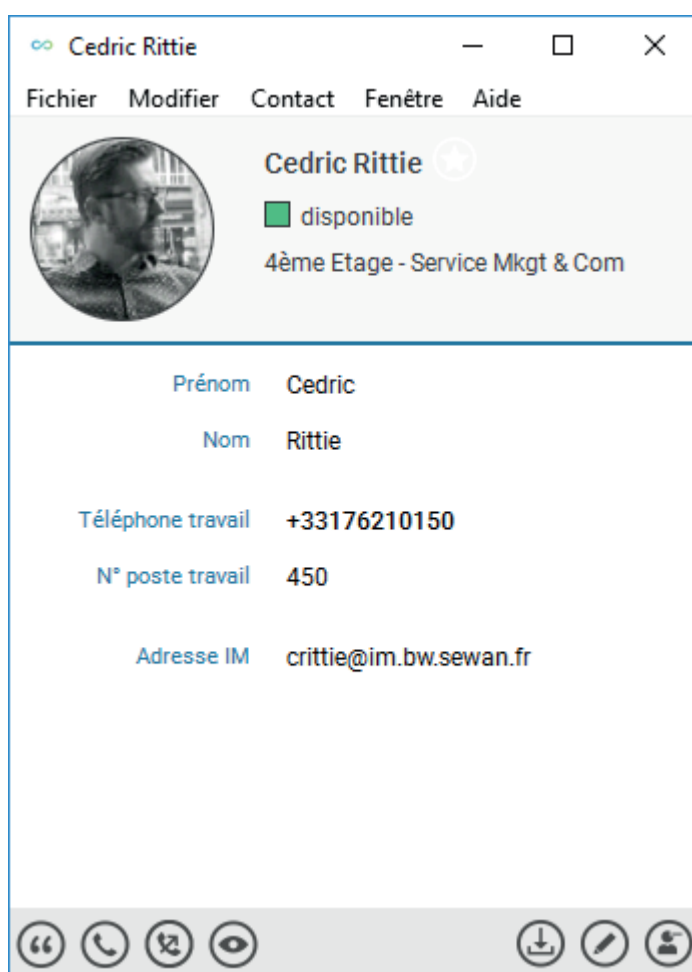 Cedric Rittie
Fichier Modifier Contact Fenêtre Aide
Cedric Rittie
disponible
4ème Etage - Service Mkgt & Com
Prénom Cedric
Nom Rittie
Téléphone travail +33176210150
N° poste travail 450
Adresse IM crittie@im.bw.sewan.fr